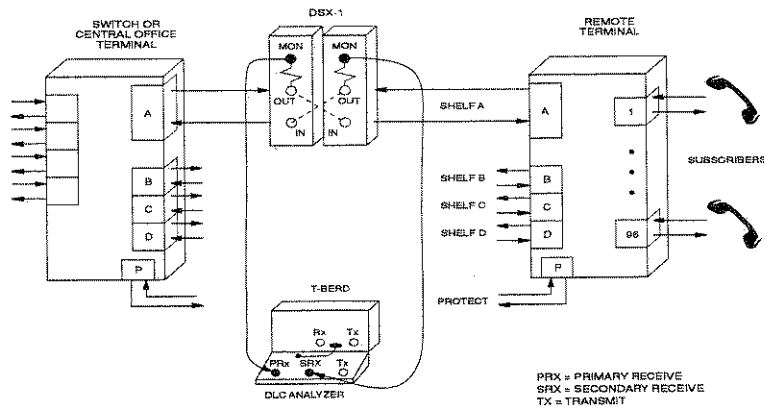 DSX-1
SWITCH OR
CENTRAL OFFICE
TERMINAL
REMOTE
TERMINAL
MON
MON
OUT
OUT
IN
IN
A
B
C
D
P
SHELF A
SHELF B
SHELF C
SHELF D
PROTECT
A
B
C
D
P
1
96
SUBSCRIBERS
T-BERD
Rx
Tx
PRx
SRX
Tx
DLC ANALYZER
PRX = PRIMARY RECEIVE
SRX = SECONDARY RECEIVE
TX = TRANSMIT